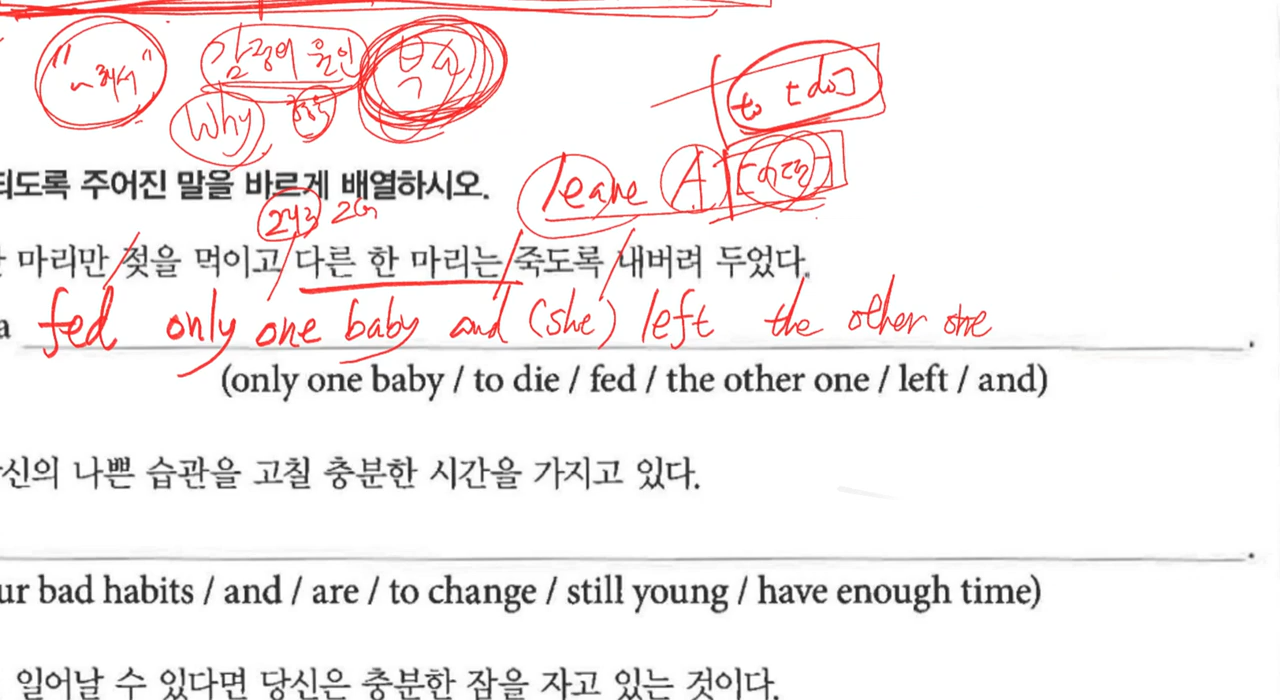 "~해서" 감정의 원인
Why
to [do]
leave A
되도록 주어진 말을 바르게 배열하시오.
마리만 젖을 먹이고 다른 한 마리는 죽도록 내버려 두었다.
a fed only one baby and (she) left the other one .
(only one baby / to die / fed / the other one / left / and)
신의 나쁜 습관을 고칠 충분한 시간을 가지고 있다.
.
ur bad habits / and / are / to change / still young / have enough time)
일어날 수 있다면 당신은 충분한 잠을 자고 있는 것이다.